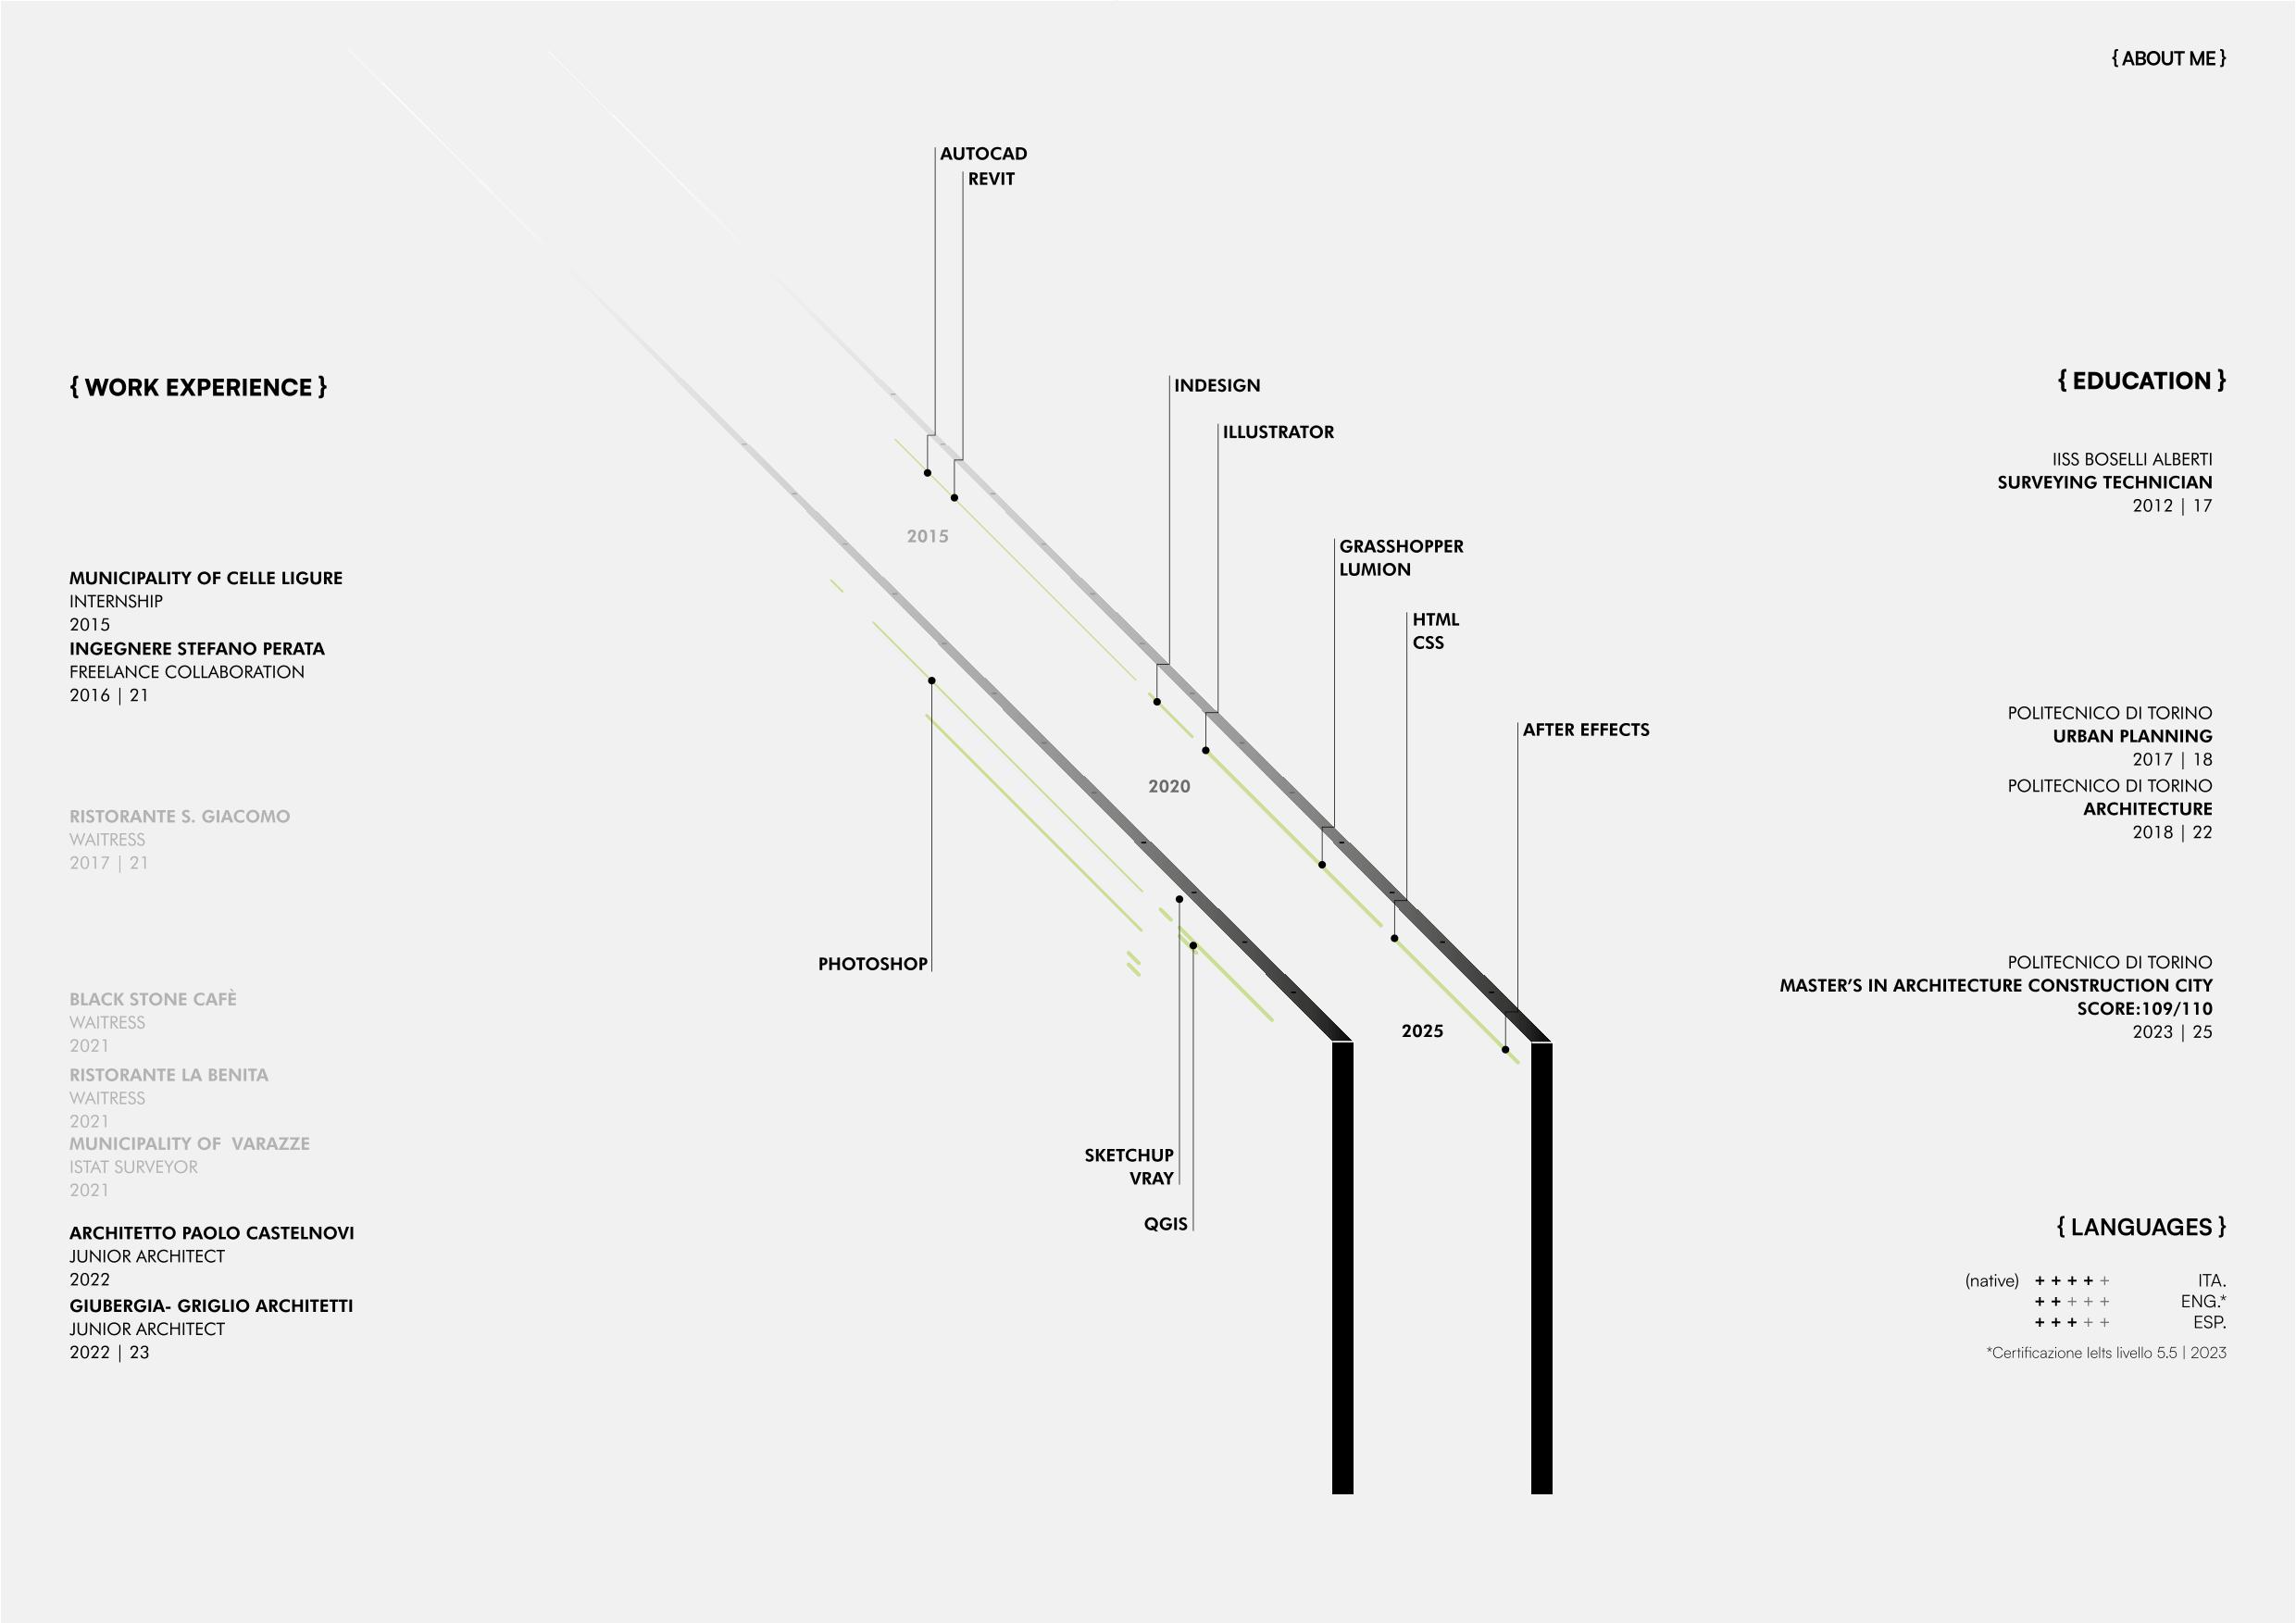 { ABOUT ME }
{ WORK EXPERIENCE }
MUNICIPALITY OF CELLE LIGURE
INTERNSHIP
2015
INGEGNERE STEFANO PERATA
FREELANCE COLLABORATION
2016 | 21
RISTORANTE S. GIACOMO
WAITRESS
2017 | 21
BLACK STONE CAFÈ
WAITRESS
2021
RISTORANTE LA BENITA
WAITRESS
2021
MUNICIPALITY OF VARAZZE
ISTAT SURVEYOR
2021
ARCHITETTO PAOLO CASTELNOVI
JUNIOR ARCHITECT
2022
GIUBERGIA- GRIGLIO ARCHITETTI
JUNIOR ARCHITECT
2022 | 23
AUTOCAD
REVIT
INDESIGN
ILLUSTRATOR
GRASSHOPPER
LUMION
HTML
CSS
AFTER EFFECTS
2015
2020
2025
PHOTOSHOP
SKETCHUP
VRAY
QGIS
{ EDUCATION }
IISS BOSELLI ALBERTI
SURVEYING TECHNICIAN
2012 | 17
POLITECNICO DI TORINO
URBAN PLANNING
2017 | 18
POLITECNICO DI TORINO
ARCHITECTURE
2018 | 22
POLITECNICO DI TORINO
MASTER'S IN ARCHITECTURE CONSTRUCTION CITY
SCORE:109/110
2023 | 25
{ LANGUAGES }
(native) + + + + + ITA.
+ + + + + ENG.*
+ + + + + ESP.
*Certificazione Ielts livello 5.5 | 2023